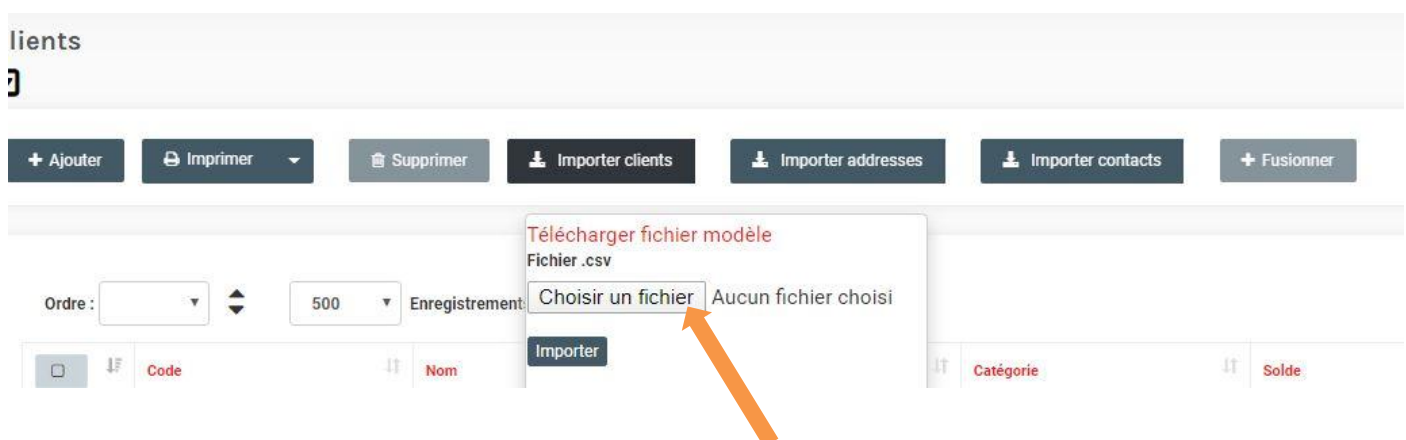 lients
+ Ajouter
Imprimer
Supprimer
Importer clients
Importer addresses
Importer contacts
+ Fusionner
Télécharger fichier modèle
Fichier .csv
Choisir un fichier Aucun fichier choisi
Ordre :
500
Enregistrement
Importer
Code
Nom
Catégorie
Solde